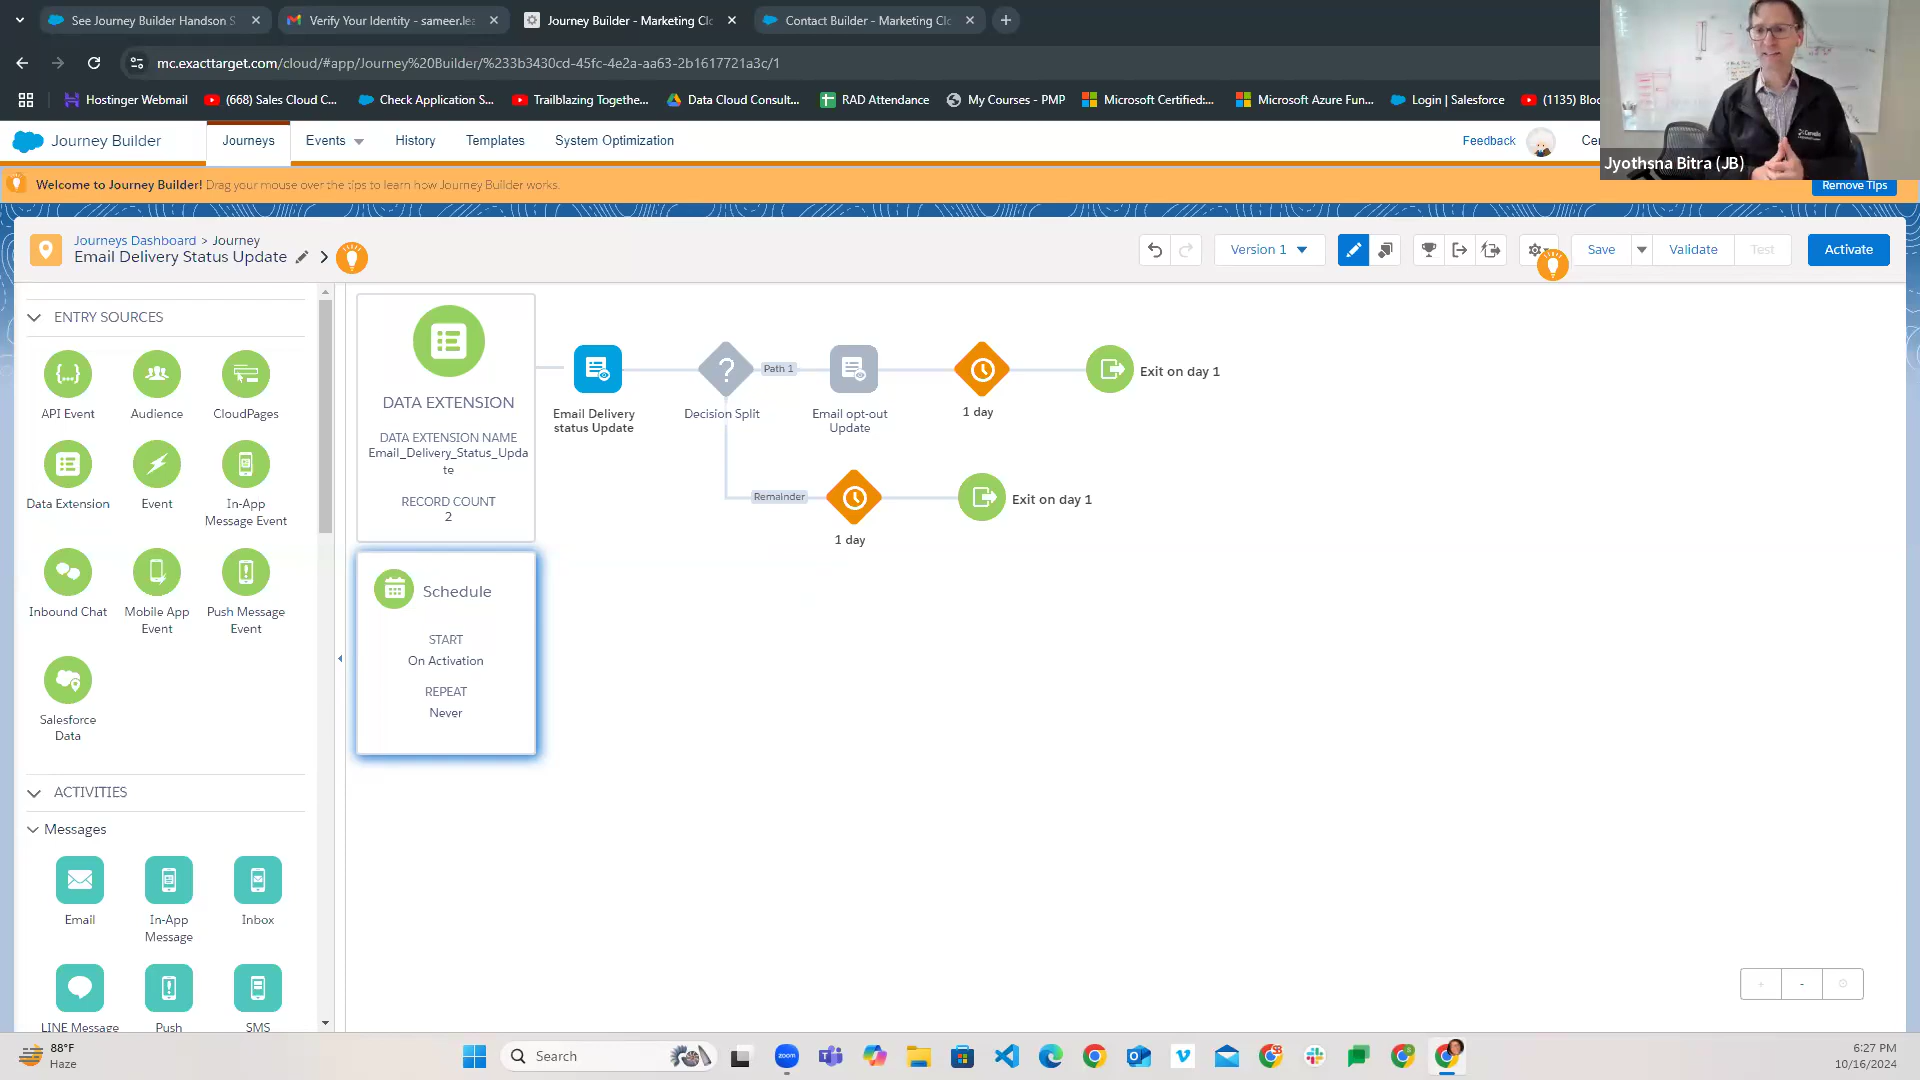 See Journey Builder Handson S
Verify Your Identity - sameer.lea
Journey Builder - Marketing Clo
Contact Builder - Marketing Clo
mc.exacttarget.com/cloud/#app/Journey%20Builder/%233b3430cd-45fc-4e2a-aa63-2b1617721a3c/1
Hostinger Webmail
(668) Sales Cloud C...
Check Application S...
Trailblazing Togethe...
Data Cloud Consult...
RAD Attendance
My Courses - PMP
Microsoft Certified:...
Microsoft Azure Fun...
Login | Salesforce
(1135) Blo
Journey Builder
Journeys
Events
History
Templates
System Optimization
Feedback
Ce
Jyothsna Bitra (JB)
Welcome to Journey Builder! Drag your mouse over the tips to learn how Journey Builder works.
Remove Tips
Journeys Dashboard > Journey
Email Delivery Status Update
Version 1
Save
Validate
Test
Activate
ENTRY SOURCES
API Event
Audience
CloudPages
Data Extension
Event
In-App
Message Event
Inbound Chat
Mobile App
Event
Push Message
Event
Salesforce
Data
ACTIVITIES
Messages
Email
In-App
Message
Inbox
LINE Message
Push
SMS
DATA EXTENSION
DATA EXTENSION NAME
Email_Delivery_Status_Upda
te
RECORD COUNT
2
Schedule
START
On Activation
REPEAT
Never
Email Delivery
status Update
Decision Split
Path 1
Email opt-out
Update
1 day
Exit on day 1
Remainder
1 day
Exit on day 1
88°F
Haze
Search
zoom
6:27 PM
10/16/2024